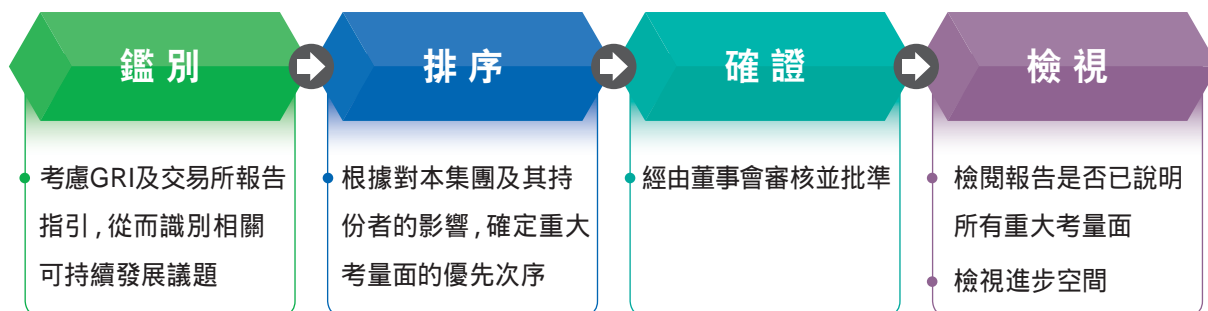 鑑別
排序
確證
檢視
考慮GRI及交易所報告
指引,從而識別相關
可持續發展議題
根據對本集團及其持
份者的影響,確定重大
考量面的優先次序
經由董事會審核並批準
檢閱報告是否已說明
所有重大考量面
檢視進步空間